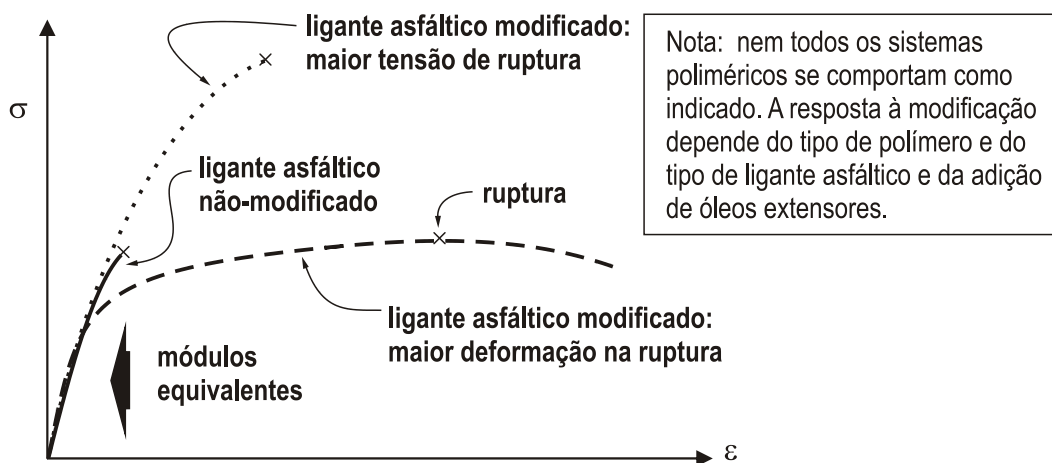 ligante asfáltico modificado:
maior tensão de ruptura
σ
Nota: nem todos os sistemas
poliméricos se comportam como
indicado. A resposta à modificação
depende do tipo de polímero e do
tipo de ligante asfáltico e da adição
de óleos extensores.
ligante asfáltico
não-modificado
ruptura
ligante asfáltico modificado:
maior deformação na ruptura
módulos
equivalentes
ε